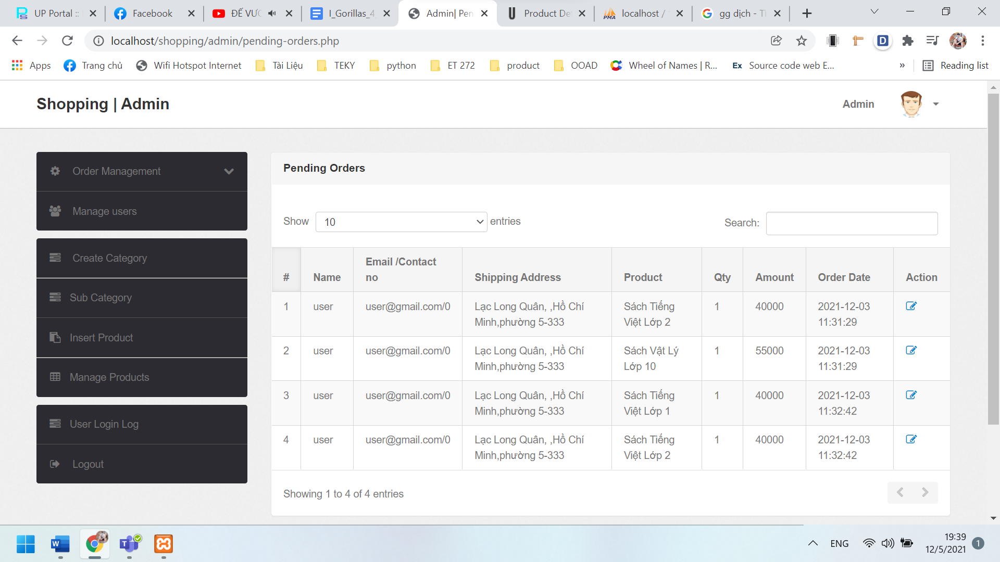 UP Portal ::
Facebook
ĐẾ VƯƠ
I_Gorillas_4
Admin| Pen
Product De
localhost /
gg dịch - Tì
localhost/shopping/admin/pending-orders.php
Apps
Trang chủ
Wifi Hotspot Internet
Tài Liệu
TEKY
python
ET 272
product
OOAD
Wheel of Names | R...
Ex Source code web E...
»
Reading list
Shopping | Admin
Admin
Order Management
Manage users
Create Category
Sub Category
Insert Product
Manage Products
User Login Log
Logout
Pending Orders
Show 10 entries
Search:
# Name Email /Contact no Shipping Address Product Qty Amount Order Date Action
1 user user@gmail.com/0 Lạc Long Quân, ,Hồ Chí Minh,phường 5-333 Sách Tiếng Việt Lớp 2 1 40000 2021-12-03 11:31:29
2 user user@gmail.com/0 Lạc Long Quân, ,Hồ Chí Minh,phường 5-333 Sách Vật Lý Lớp 10 1 55000 2021-12-03 11:31:29
3 user user@gmail.com/0 Lạc Long Quân, ,Hồ Chí Minh,phường 5-333 Sách Tiếng Việt Lớp 1 1 40000 2021-12-03 11:32:42
4 user user@gmail.com/0 Lạc Long Quân, ,Hồ Chí Minh,phường 5-333 Sách Tiếng Việt Lớp 2 1 40000 2021-12-03 11:32:42
Showing 1 to 4 of 4 entries
ENG
19:39
12/5/2021
1